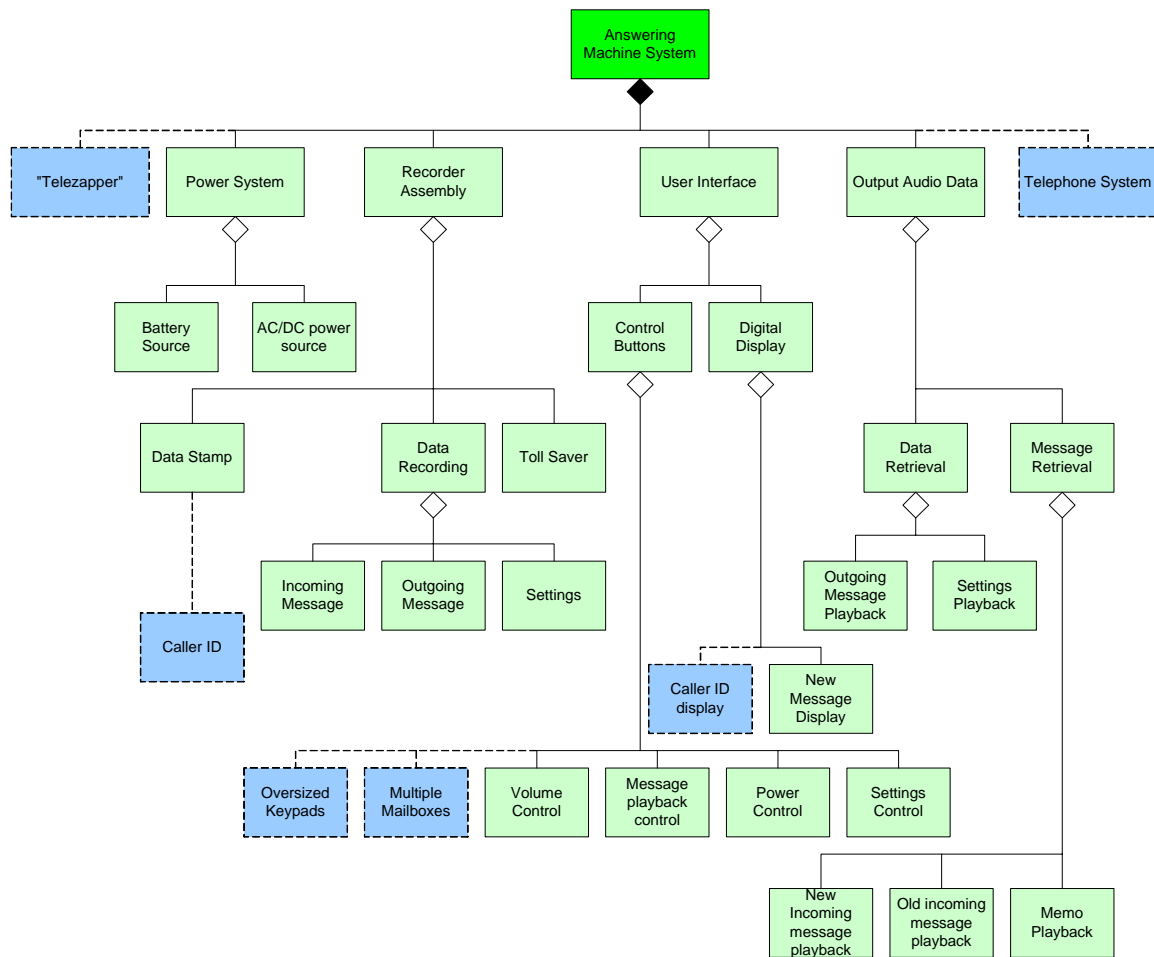 Answering
Machine System
"Telezapper"
Power System
Recorder
Assembly
User Interface
Output Audio Data
Telephone System
Battery
Source
AC/DC power
source
Control
Buttons
Digital
Display
Data Stamp
Data
Recording
Toll Saver
Data
Retrieval
Message
Retrieval
Incoming
Message
Outgoing
Message
Settings
Outgoing
Message
Playback
Settings
Playback
Caller ID
Caller ID
display
New
Message
Display
Oversized
Keypads
Multiple
Mailboxes
Volume
Control
Message
playback
control
Power
Control
Settings
Control
New
Incoming
message
playback
Old incoming
message
playback
Memo
Playback